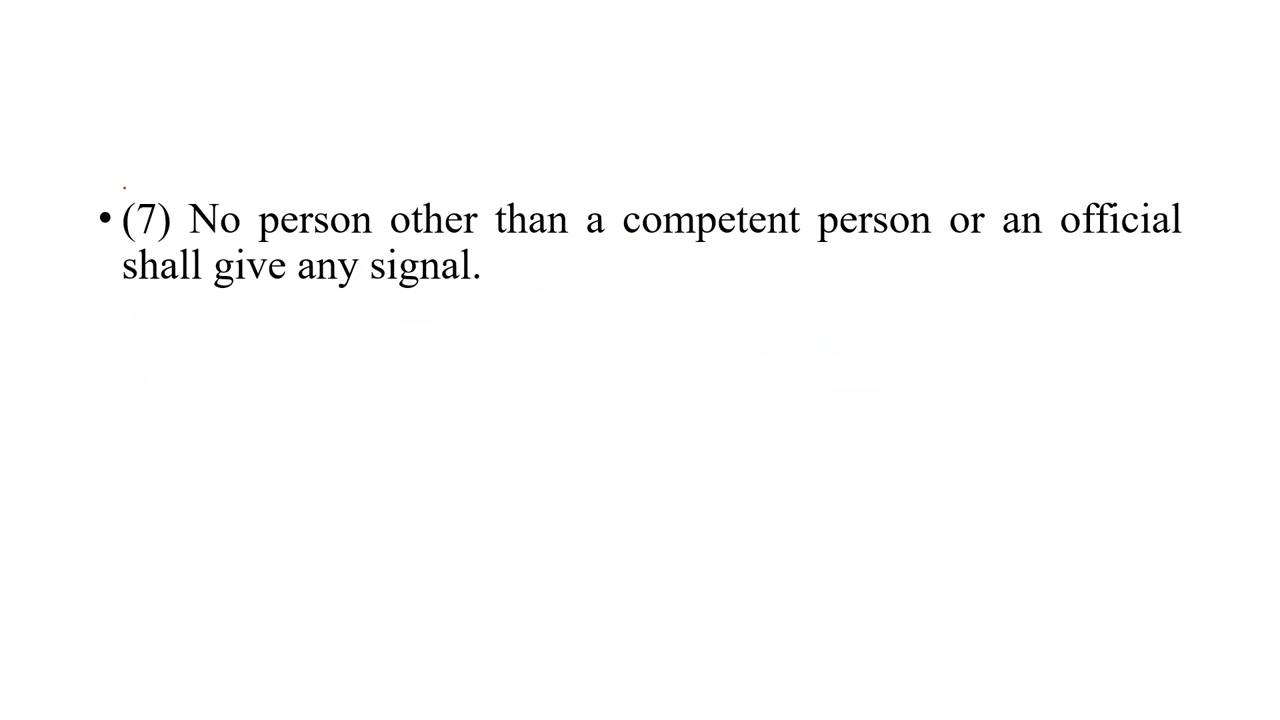 • (7) No person other than a competent person or an official
shall give any signal.